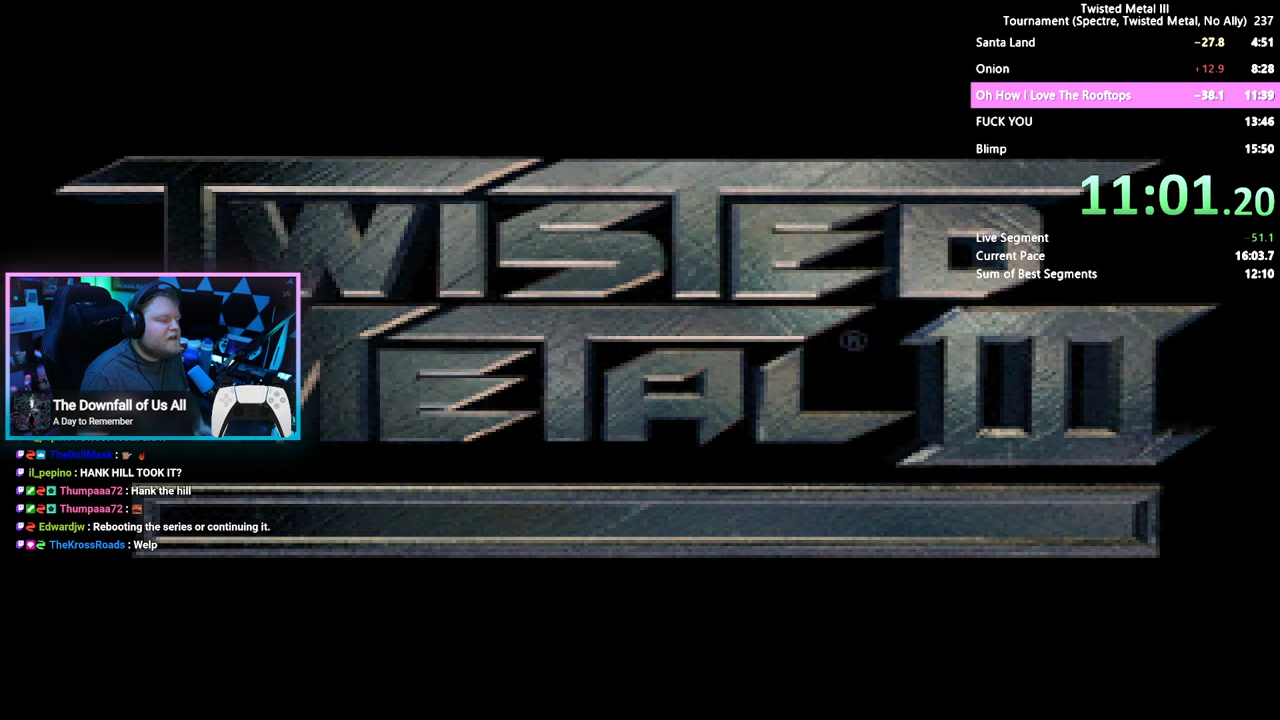 Twisted Metal III
Tournament (Spectre, Twisted Metal, No Ally) 237
Santa Land −27.8 4:51
Onion +12.9 8:28
Oh How I Love The Rooftops −38.1 11:39
FUCK YOU 13:46
Blimp 15:50
11:01.20
Live Segment −51.1
Current Pace 16:03.7
Sum of Best Segments 12:10
TWISTED
METAL III
®
The Downfall of Us All
A Day to Remember
TheDollMask :
il_pepino : HANK HILL TOOK IT?
Thumpaaa72 : Hank the hill
Thumpaaa72 :
Edwardjw : Rebooting the series or continuing it.
TheKrossRoads : Welp